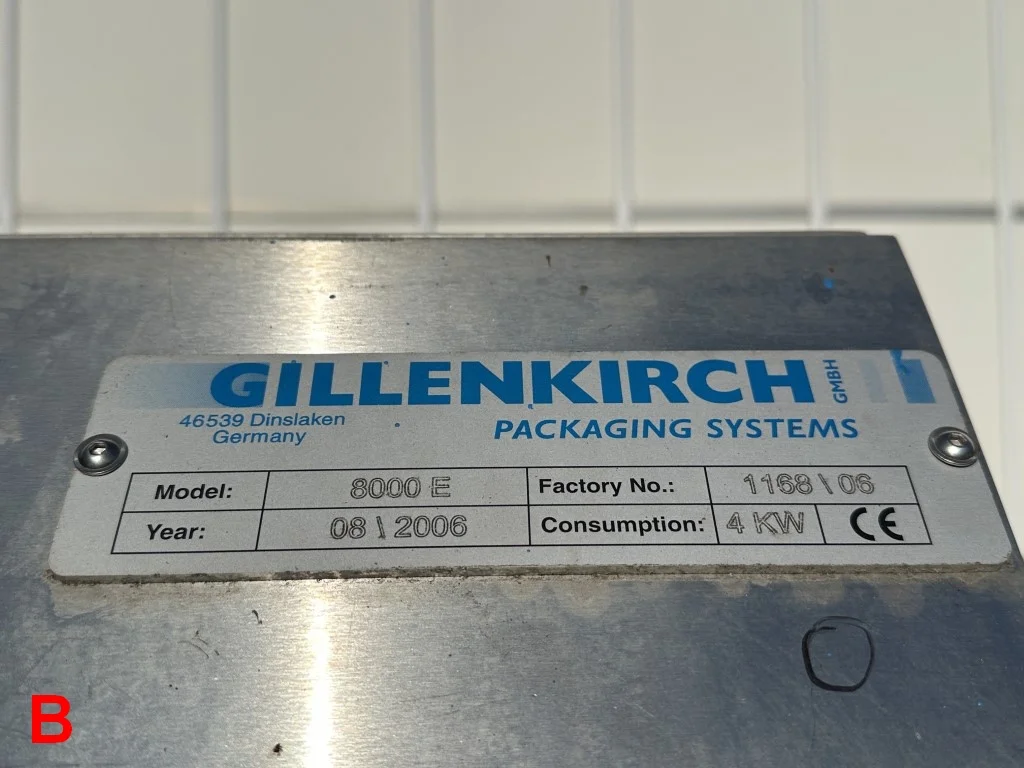 GILLENKIRCH GMBH
46539 Dinslaken
Germany
PACKAGING SYSTEMS
Model: 8000 E Factory No.: 1168 \ 06
Year: 08 \ 2006 Consumption: 4 KW CE
B